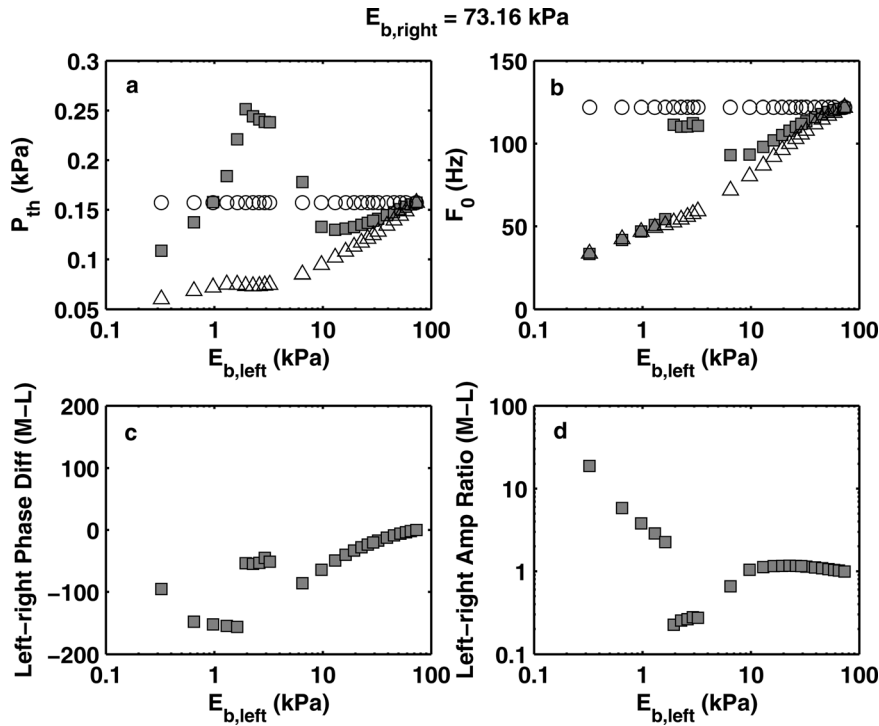 E_b,right = 73.16 kPa
a
P_th (kPa)
0.3
0.25
0.2
0.15
0.1
0.05
0.1 1 10 100
E_b,left (kPa)
b
F_0 (Hz)
150
100
50
0
0.1 1 10 100
E_b,left (kPa)
c
Left−right Phase Diff (M−L)
200
100
0
−100
−200
0.1 1 10 100
E_b,left (kPa)
d
Left−right Amp Ratio (M−L)
100
10
1
0.1
0.1 1 10 100
E_b,left (kPa)